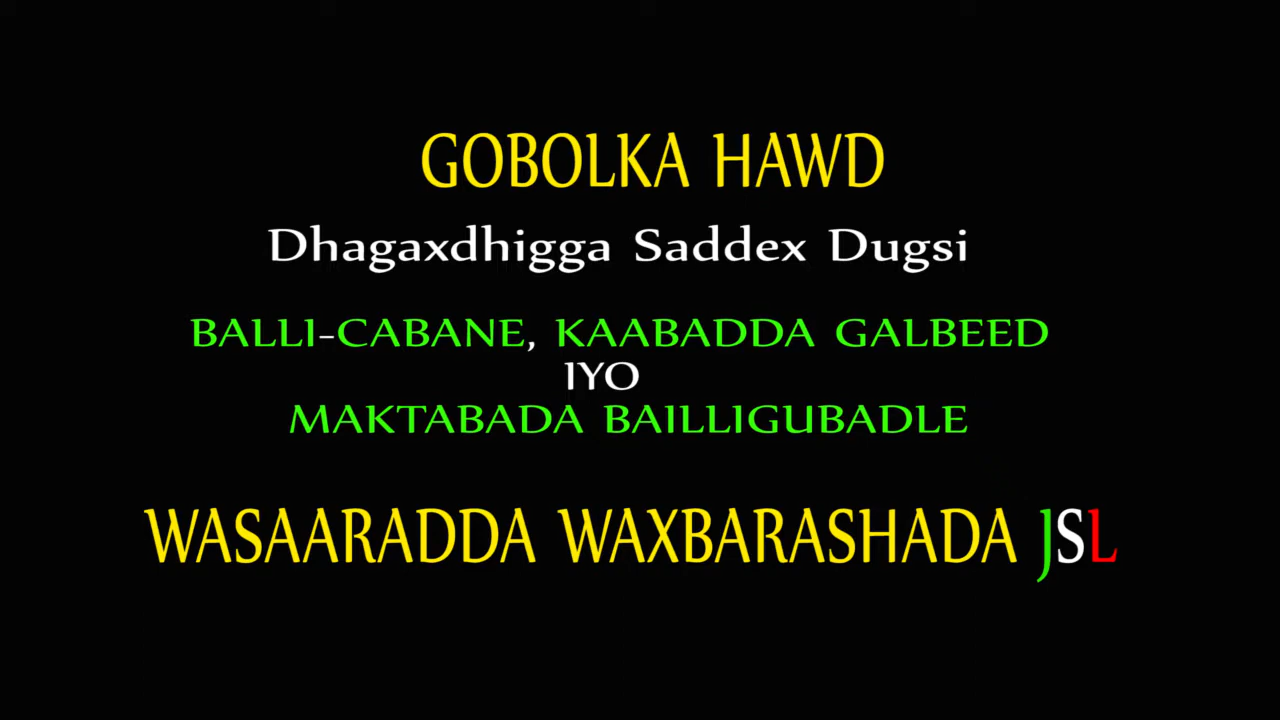 GOBOLKA HAWD
Dhagaxdhigga Saddex Dugsi
BALLI-CABANE, KAABADDA GALBEED
IYO
MAKTABADA BAILLIGUBADLE
WASAARADDA WAXBARASHADA JSL